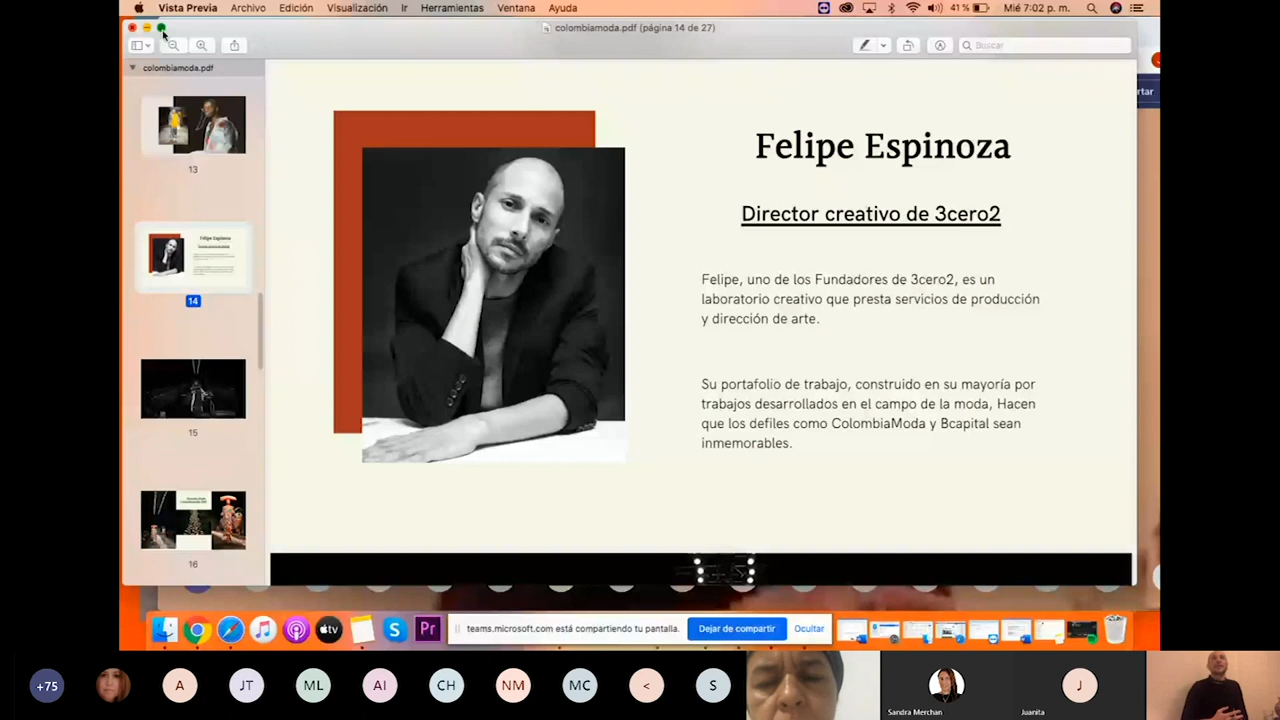 Vista Previa Archivo Edición Visualización Ir Herramientas Ventana Ayuda 41 % Mié 7:02 p. m.
colombiamoda.pdf (página 14 de 27)
Buscar
colombiamoda.pdf
rtar
13
14
15
16
Felipe Espinoza
Director creativo de 3cero2
Felipe, uno de los Fundadores de 3cero2, es un
laboratorio creativo que presta servicios de producción
y dirección de arte.
Su portafolio de trabajo, construido en su mayoría por
trabajos desarrollados en el campo de la moda, Hacen
que los defiles como ColombiaModa y Bcapital sean
inmemorables.
tv
Pr
teams.microsoft.com está compartiendo tu pantalla. Dejar de compartir Ocultar
+75 A JT ML AI CH NM MC < S J
Sandra Merchan Juanita